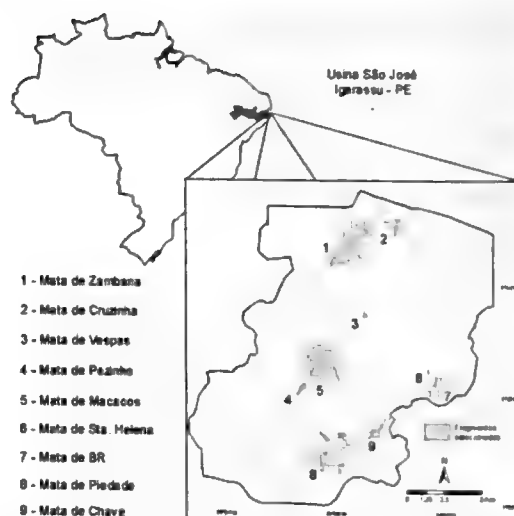 Usina São José
Igarassu - PE
1 - Mata de Zambana
2 - Mata de Cruzinha
3 - Mata de Vespas
4 - Mata de Pezinho
5 - Mata de Macacos
6 - Mata de Sta. Helena
7 - Mata de BR
8 - Mata de Piedade
9 - Mata de Chave
1
2
3
4
5
6
7
8
9
Fragmentos
selecionados
N